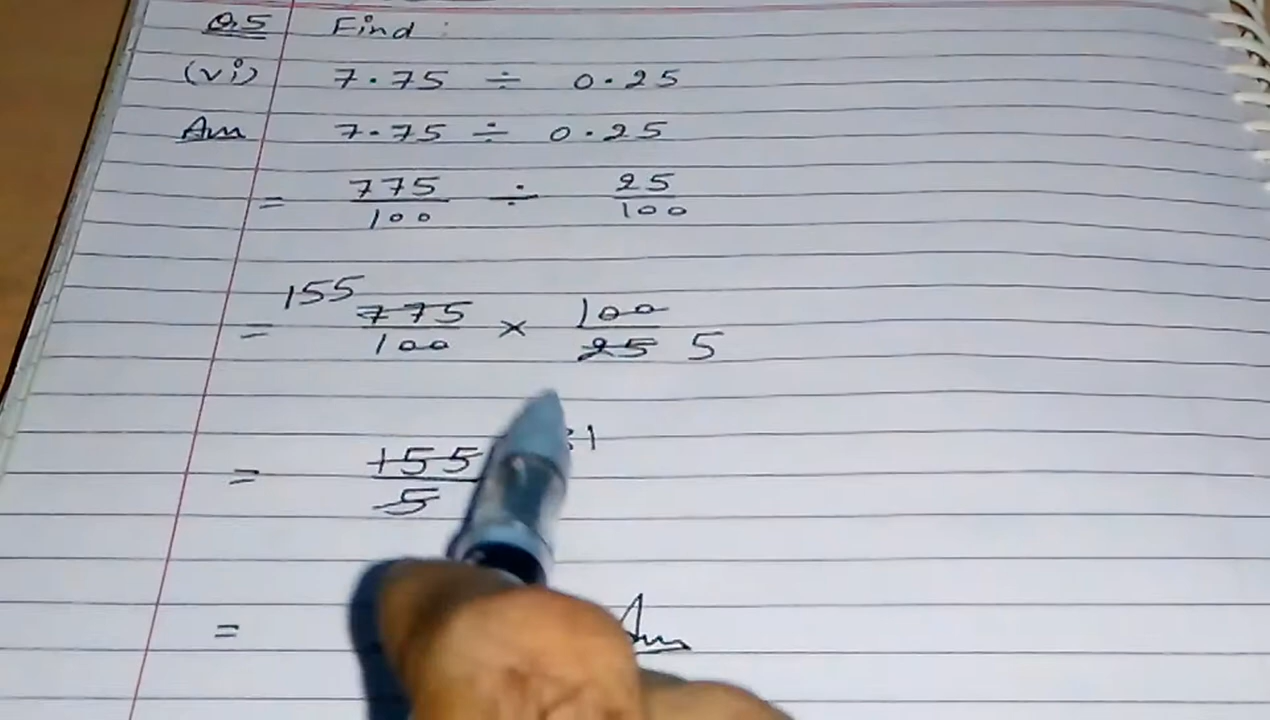 Q.5 Find :
(vi) 7.75 ÷ 0.25
Ans 7.75 ÷ 0.25
= 775/100 ÷ 25/100
= 155 775/100 × 100/25 5
= 155/5 31
= Ans